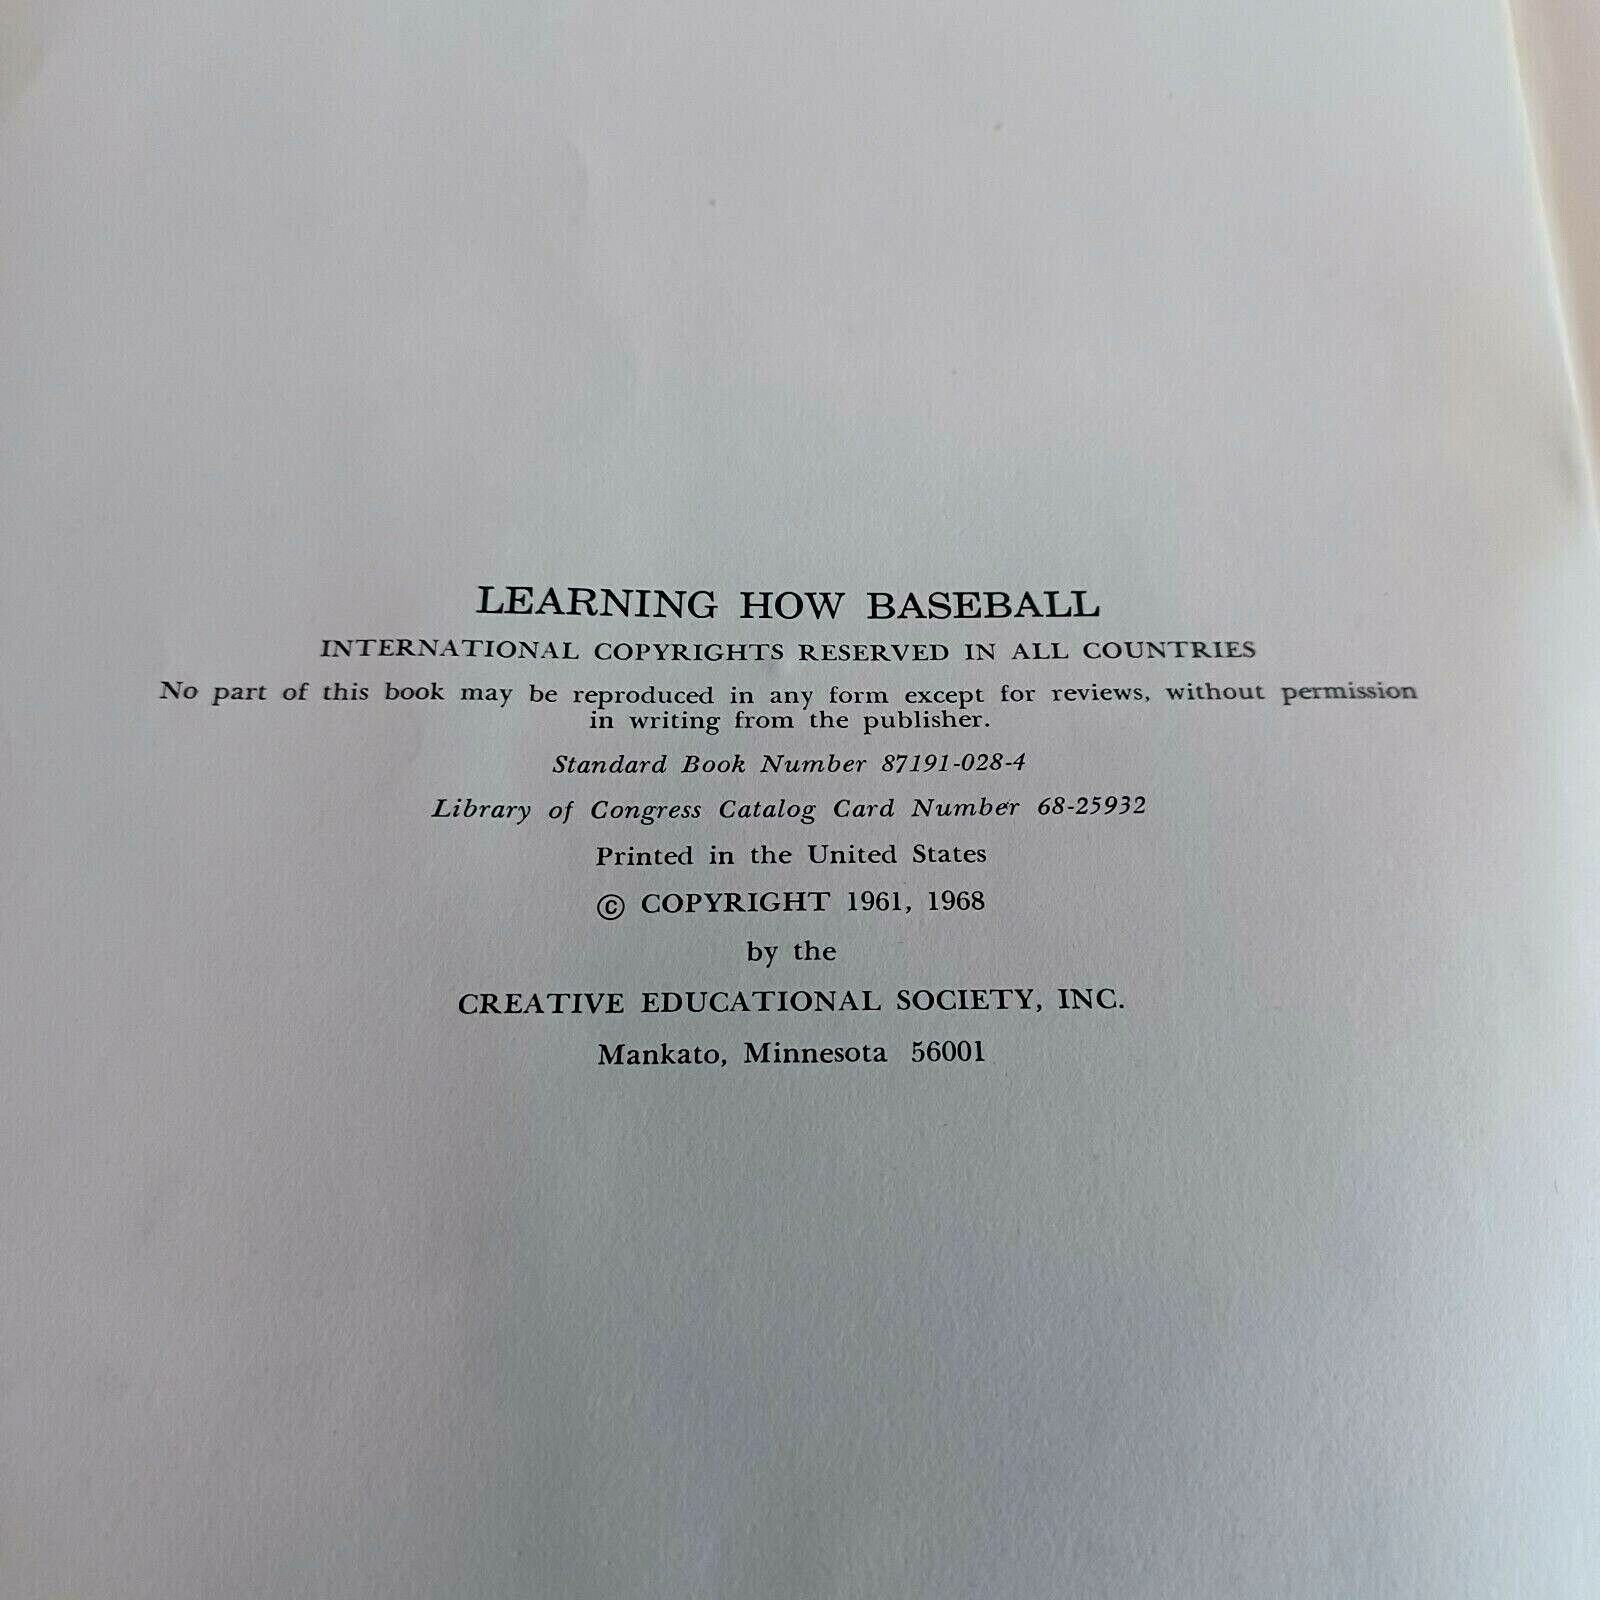 LEARNING HOW BASEBALL
INTERNATIONAL COPYRIGHTS RESERVED IN ALL COUNTRIES
No part of this book may be reproduced in any form except for reviews, without permission
in writing from the publisher.
Standard Book Number 87191-028-4
Library of Congress Catalog Card Number 68-25932
Printed in the United States
© COPYRIGHT 1961, 1968
by the
CREATIVE EDUCATIONAL SOCIETY, INC.
Mankato, Minnesota 56001